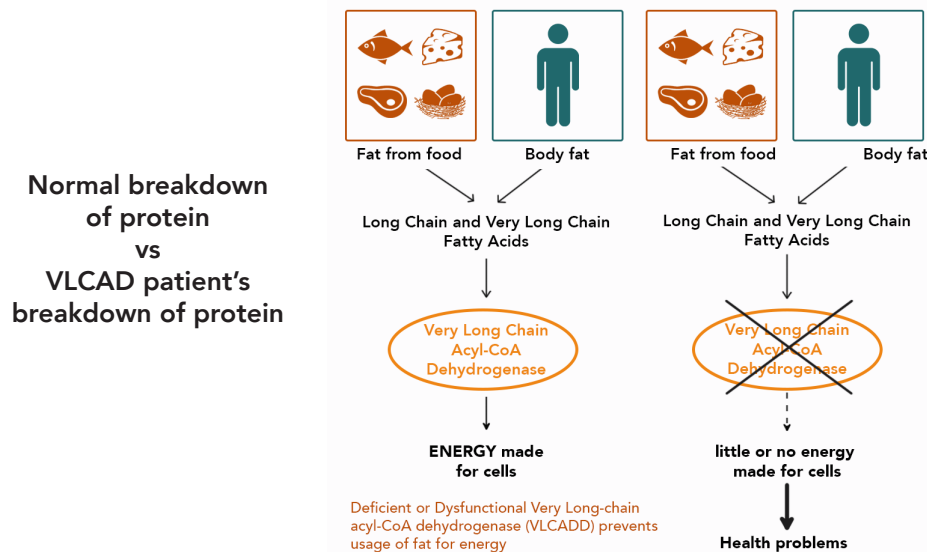 Normal breakdown
of protein
vs
VLCAD patient's
breakdown of protein
Fat from food
Body fat
Long Chain and Very Long Chain
Fatty Acids
Very Long Chain
Acyl-CoA
Dehydrogenase
ENERGY made
for cells
Deficient or Dysfunctional Very Long-chain
acyl-CoA dehydrogenase (VLCADD) prevents
usage of fat for energy
Fat from food
Body fat
Long Chain and Very Long Chain
Fatty Acids
Very Long Chain
Acyl-CoA
Dehydrogenase
little or no energy
made for cells
Health problems